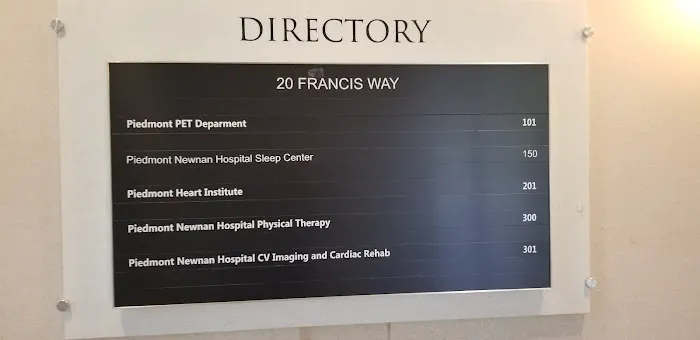 DIRECTORY
20 FRANCIS WAY
Piedmont PET Deparment 101
Piedmont Newnan Hospital Sleep Center 150
Piedmont Heart Institute 201
Piedmont Newnan Hospital Physical Therapy 300
Piedmont Newnan Hospital CV Imaging and Cardiac Rehab 301